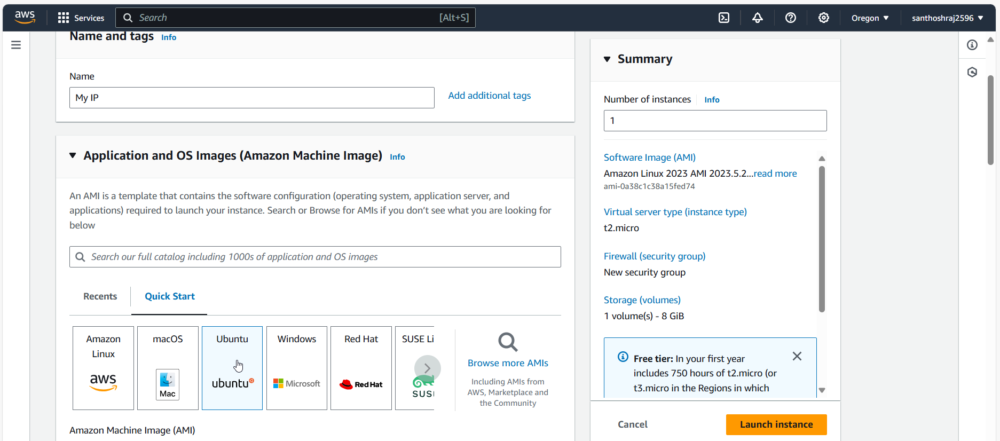 aws
Services
Search
[Alt+S]
Oregon
santhoshraj2596
Name and tags
Info
Name
My IP
Add additional tags
Application and OS Images (Amazon Machine Image)
Info
An AMI is a template that contains the software configuration (operating system, application server, and
applications) required to launch your instance. Search or Browse for AMIs if you don’t see what you are looking for
below
Search our full catalog including 1000s of application and OS images
Recents
Quick Start
Amazon
Linux
aws
macOS
Mac
Ubuntu
ubuntu
Windows
Microsoft
Red Hat
Red Hat
SUSE Li
SUS
Browse more AMIs
Including AMIs from
AWS, Marketplace and
the Community
Amazon Machine Image (AMI)
Summary
Number of instances
Info
1
Software Image (AMI)
Amazon Linux 2023 AMI 2023.5.2...read more
ami-0a38c1c38a15fed74
Virtual server type (instance type)
t2.micro
Firewall (security group)
New security group
Storage (volumes)
1 volume(s) - 8 GiB
Free tier: In your first year
includes 750 hours of t2.micro (or
t3.micro in the Regions in which
Cancel
Launch instance